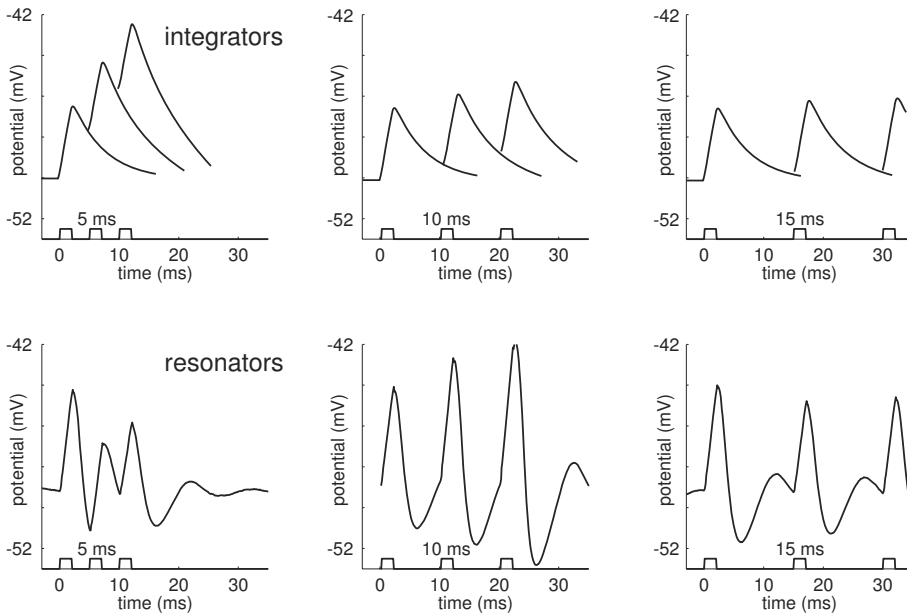 -42
integrators
potential (mV)
-52
5 ms
0 10 20 30
time (ms)
-42
potential (mV)
-52
10 ms
0 10 20 30
time (ms)
-42
potential (mV)
-52
15 ms
0 10 20 30
time (ms)
-42
resonators
potential (mV)
-52
5 ms
0 10 20 30
time (ms)
-42
potential (mV)
-52
10 ms
0 10 20 30
time (ms)
-42
potential (mV)
-52
15 ms
0 10 20 30
time (ms)